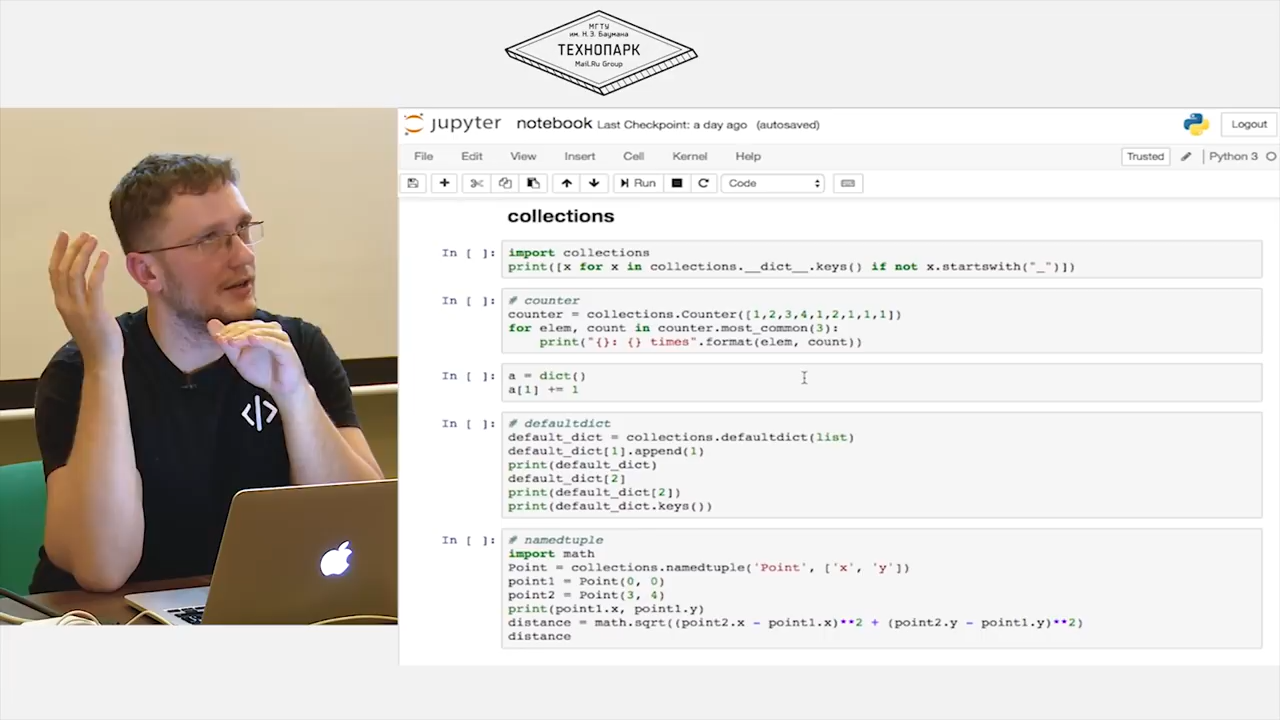 МГТУ
им. Н.Э. Баумана
ТЕХНОПАРК
Mail.Ru Group
jupyter notebook Last Checkpoint: a day ago (autosaved)
Logout
File Edit View Insert Cell Kernel Help
Trusted Python 3
Run Code
collections
In [ ]: import collections
print([x for x in collections.__dict__.keys() if not x.startswith("_")])
In [ ]: # counter
counter = collections.Counter([1,2,3,4,1,2,1,1,1])
for elem, count in counter.most_common(3):
print("{}: {} times".format(elem, count))
In [ ]: a = dict()
a[1] += 1
In [ ]: # defaultdict
default_dict = collections.defaultdict(list)
default_dict[1].append(1)
print(default_dict)
default_dict[2]
print(default_dict[2])
print(default_dict.keys())
In [ ]: # namedtuple
import math
Point = collections.namedtuple('Point', ['x', 'y'])
point1 = Point(0, 0)
point2 = Point(3, 4)
print(point1.x, point1.y)
distance = math.sqrt((point2.x - point1.x)**2 + (point2.y - point1.y)**2)
distance
</>